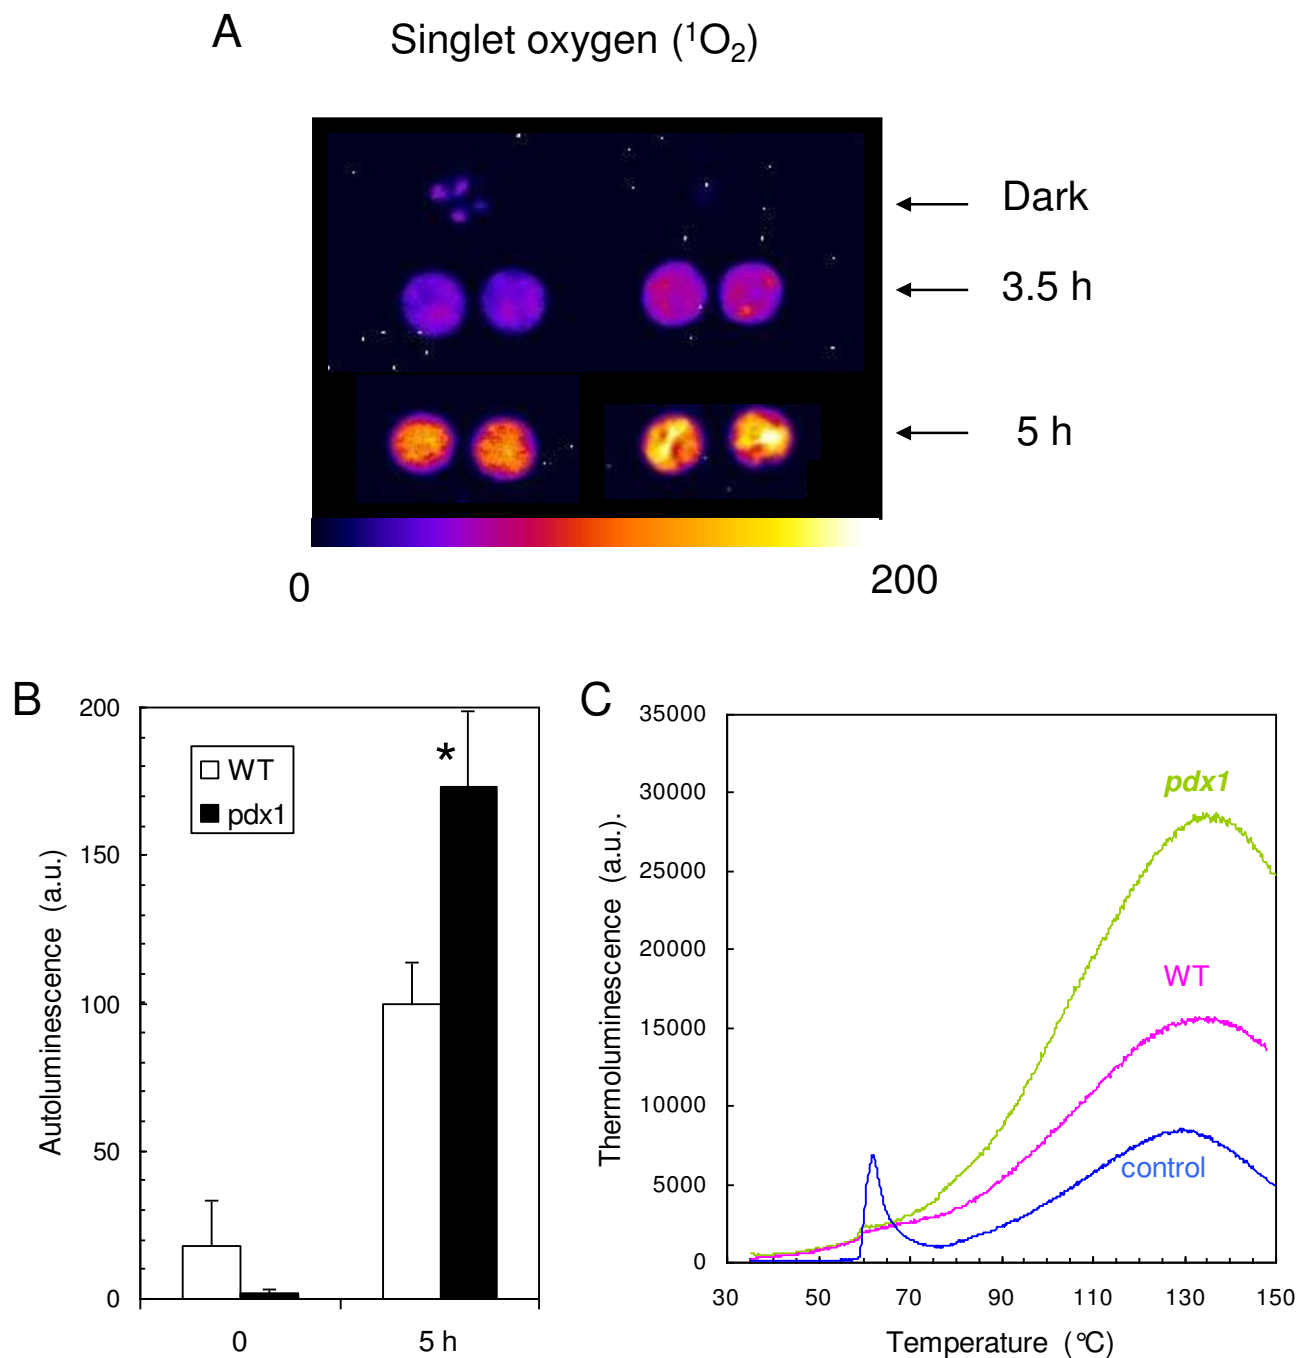 A
Singlet oxygen (¹O₂)
Dark
3.5 h
5 h
0
200
B
200
150
100
50
0
Autoluminescence (a.u.)
WT
pdx1
*
0
5 h
C
35000
30000
25000
20000
15000
10000
5000
0
Thermoluminescence (a.u.).
pdx1
WT
control
30
50
70
90
110
130
150
Temperature (°C)